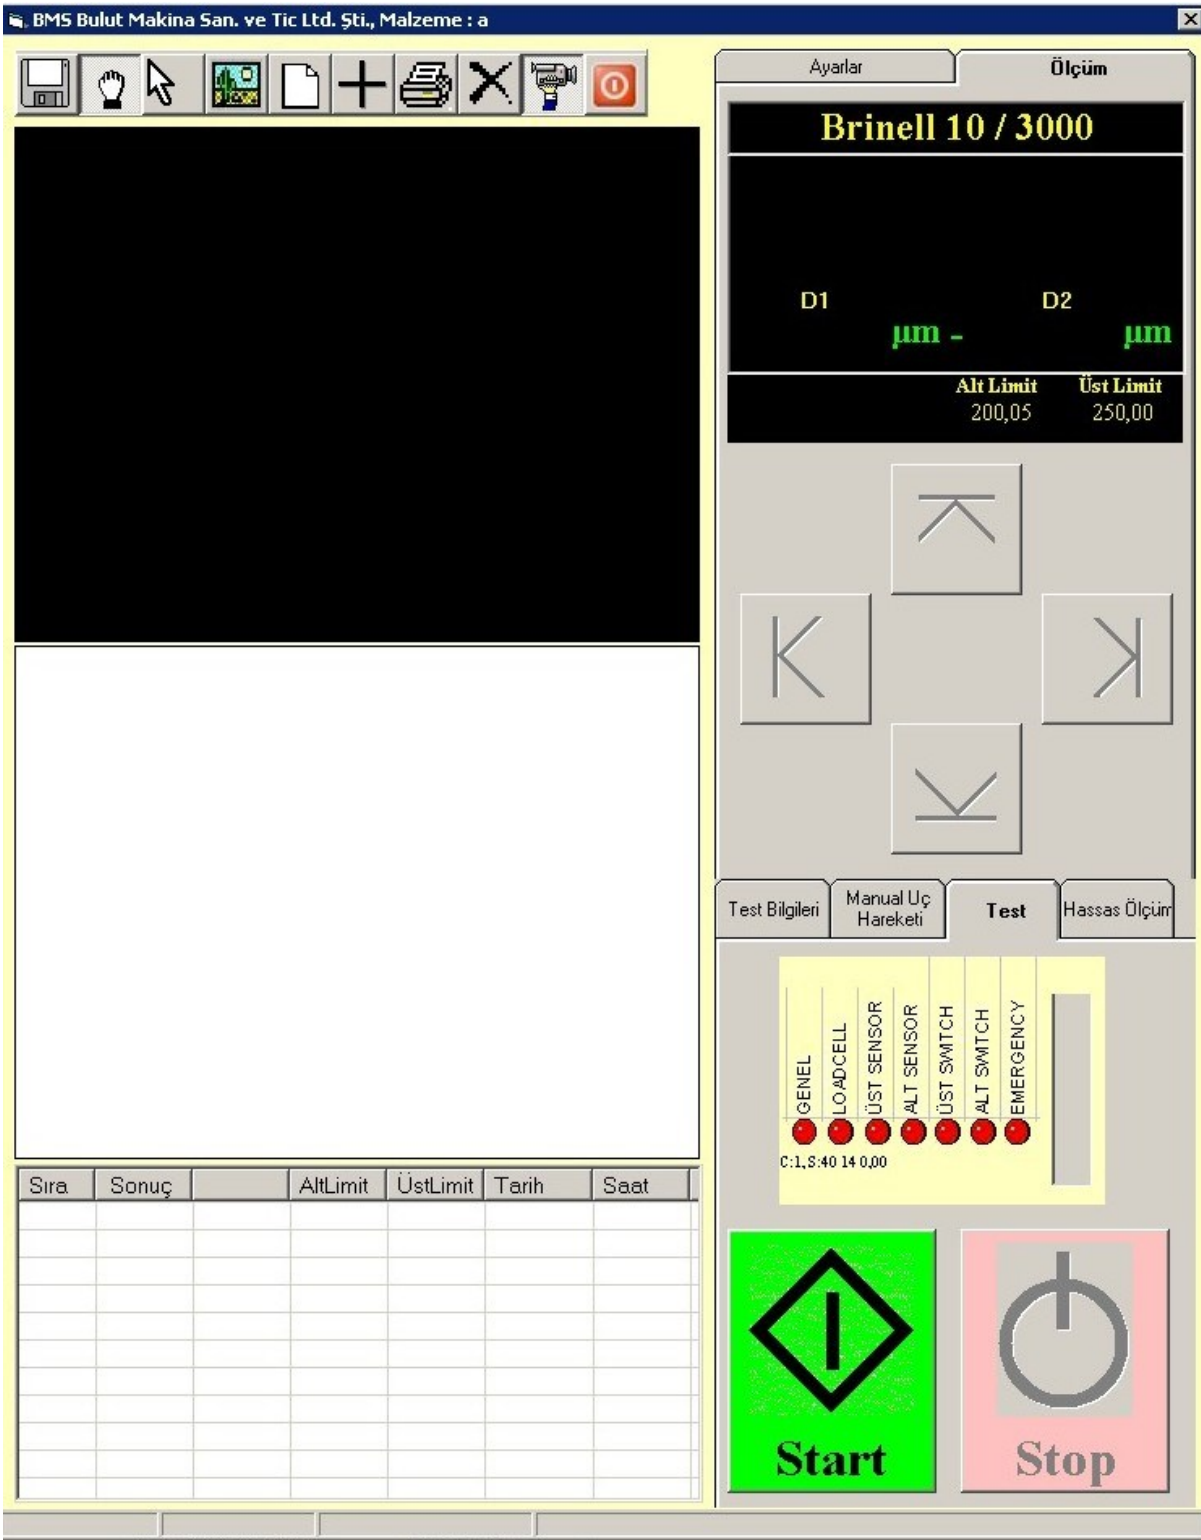 BMS Bulut Makina San. ve Tic Ltd. Şti., Malzeme : a
Ayarlar
Ölçüm
Brinell 10 / 3000
D1
D2
µm -
µm
Alt Limit
Üst Limit
200,05
250,00
Test Bilgileri
Manual Uç
Hareketi
Test
Hassas Ölçüm
GENEL
LOADCELL
ÜST SENSOR
ALT SENSOR
ÜST SWITCH
ALT SWITCH
EMERGENCY
C:1, S:40 14 0,00
Sıra
Sonuç
AltLimit
ÜstLimit
Tarih
Saat
Start
Stop